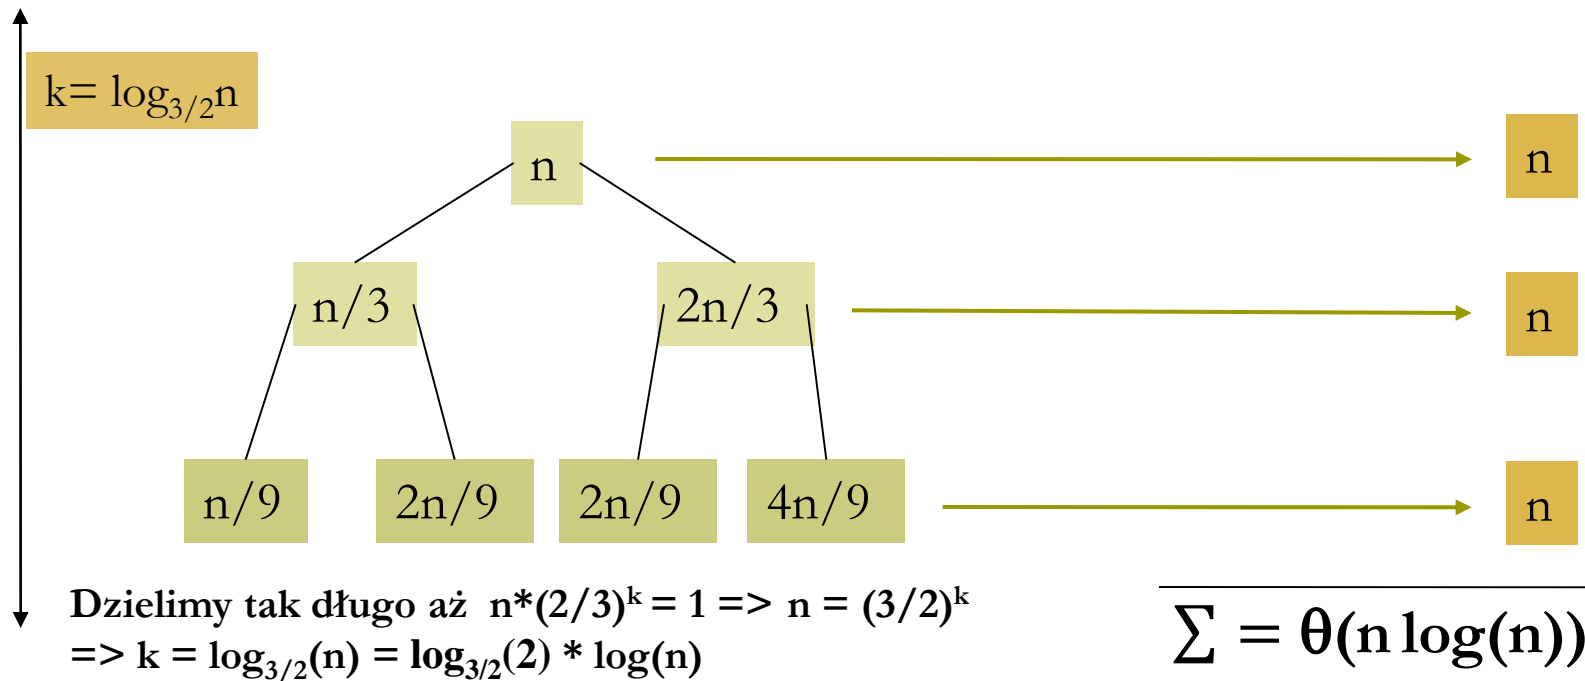 k= log₃/₂n
n n
n/3 2n/3 n
n/9 2n/9 2n/9 4n/9 n
Dzielimy tak długo aż n*(2/3)ᵏ = 1 => n = (3/2)ᵏ
=> k = log₃/₂(n) = log₃/₂(2) * log(n)
∑ = θ(n log(n))